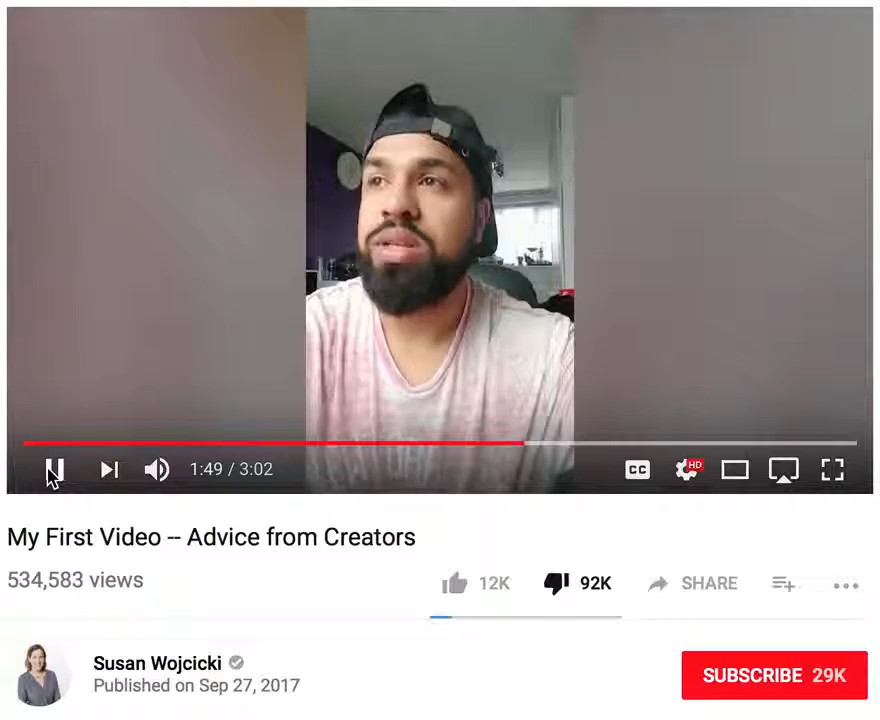 1:49 / 3:02
CC
HD
My First Video -- Advice from Creators
534,583 views
12K
92K
SHARE
Susan Wojcicki
Published on Sep 27, 2017
SUBSCRIBE 29K